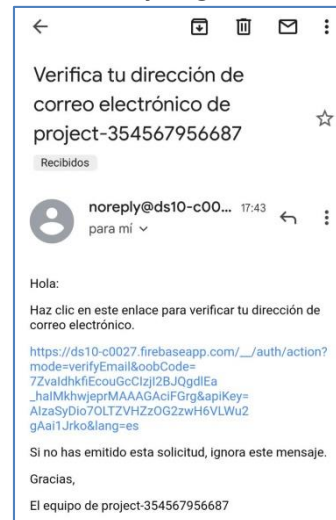 Verifica tu dirección de
correo electrónico de
project-354567956687
Recibidos
noreply@ds10-c00... 17:43
para mí
Hola:
Haz clic en este enlace para verificar tu dirección de
correo electrónico.
https://ds10-c0027.firebaseapp.com/__/auth/action?
mode=verifyEmail&oobCode=
7ZvaldhkfiEcouGcCIzjI2BJQgdlEa
_halMkhwjeprMAAAGAciFGrg&apiKey=
AIzaSyDio7OLTZVHZzOG2zwH6VLWu2
gAai1Jrko&lang=es
Si no has emitido esta solicitud, ignora este mensaje.
Gracias,
El equipo de project-354567956687